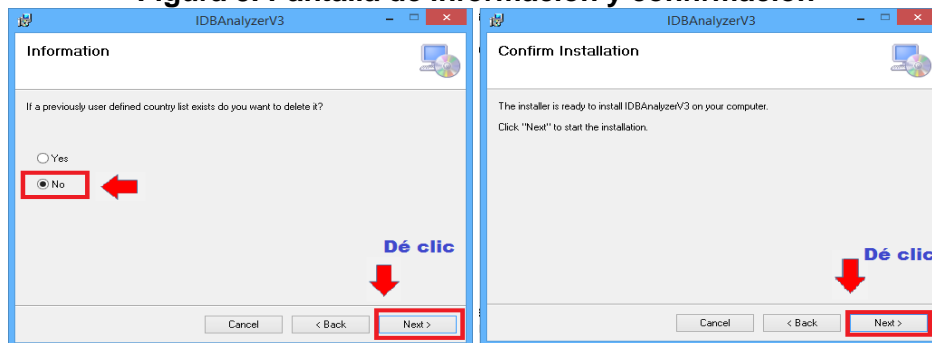 IDBAnalyzerV3
Information
If a previously user defined country list exists do you want to delete it?
Yes
No
Dé clic
Cancel
< Back
Next >
IDBAnalyzerV3
Confirm Installation
The installer is ready to install IDBAnalyzerV3 on your computer.
Click "Next" to start the installation.
Dé clic
Cancel
< Back
Next >